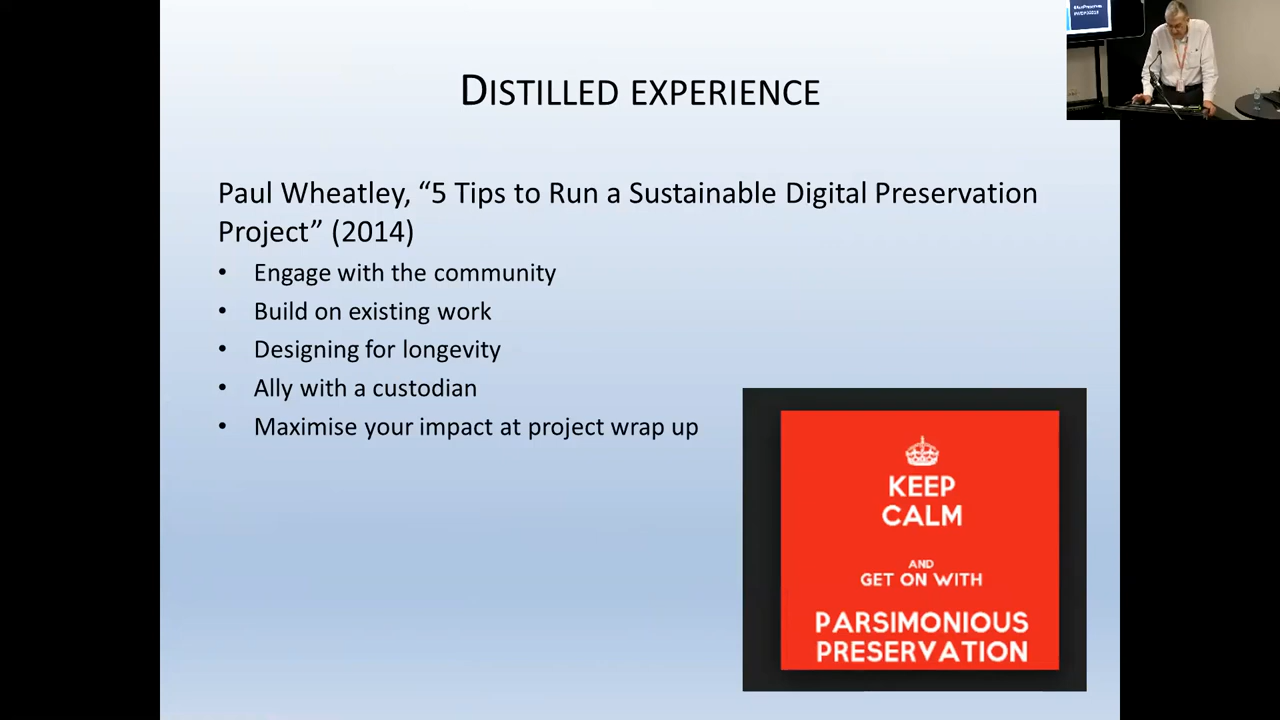 DISTILLED EXPERIENCE
Paul Wheatley, “5 Tips to Run a Sustainable Digital Preservation
Project” (2014)
• Engage with the community
• Build on existing work
• Designing for longevity
• Ally with a custodian
• Maximise your impact at project wrap up
KEEP
CALM
AND
GET ON WITH
PARSIMONIOUS
PRESERVATION